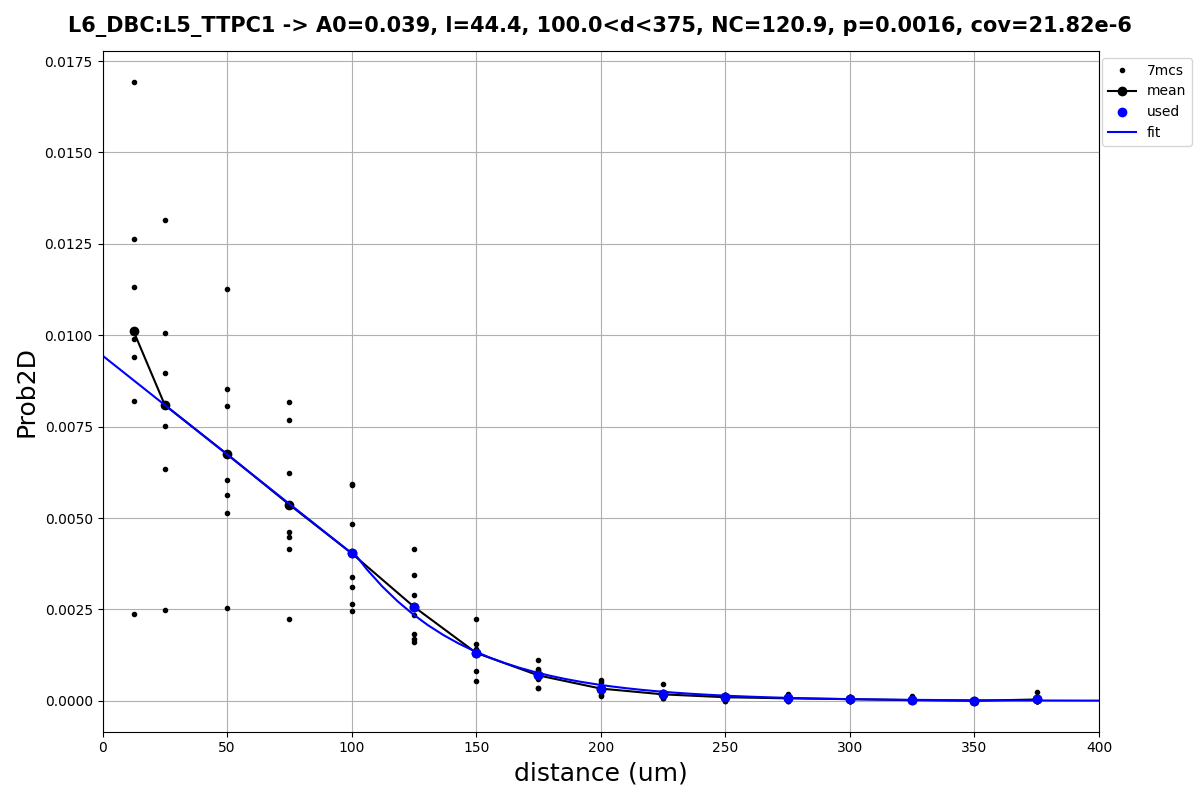 L6_DBC:L5_TTPC1 -> A0=0.039, l=44.4, 100.0<d<375, NC=120.9, p=0.0016, cov=21.82e-6
7mcs
mean
used
fit
0.0175
0.0150
0.0125
0.0100
0.0075
0.0050
0.0025
0.0000
Prob2D
0 50 100 150 200 250 300 350 400
distance (um)